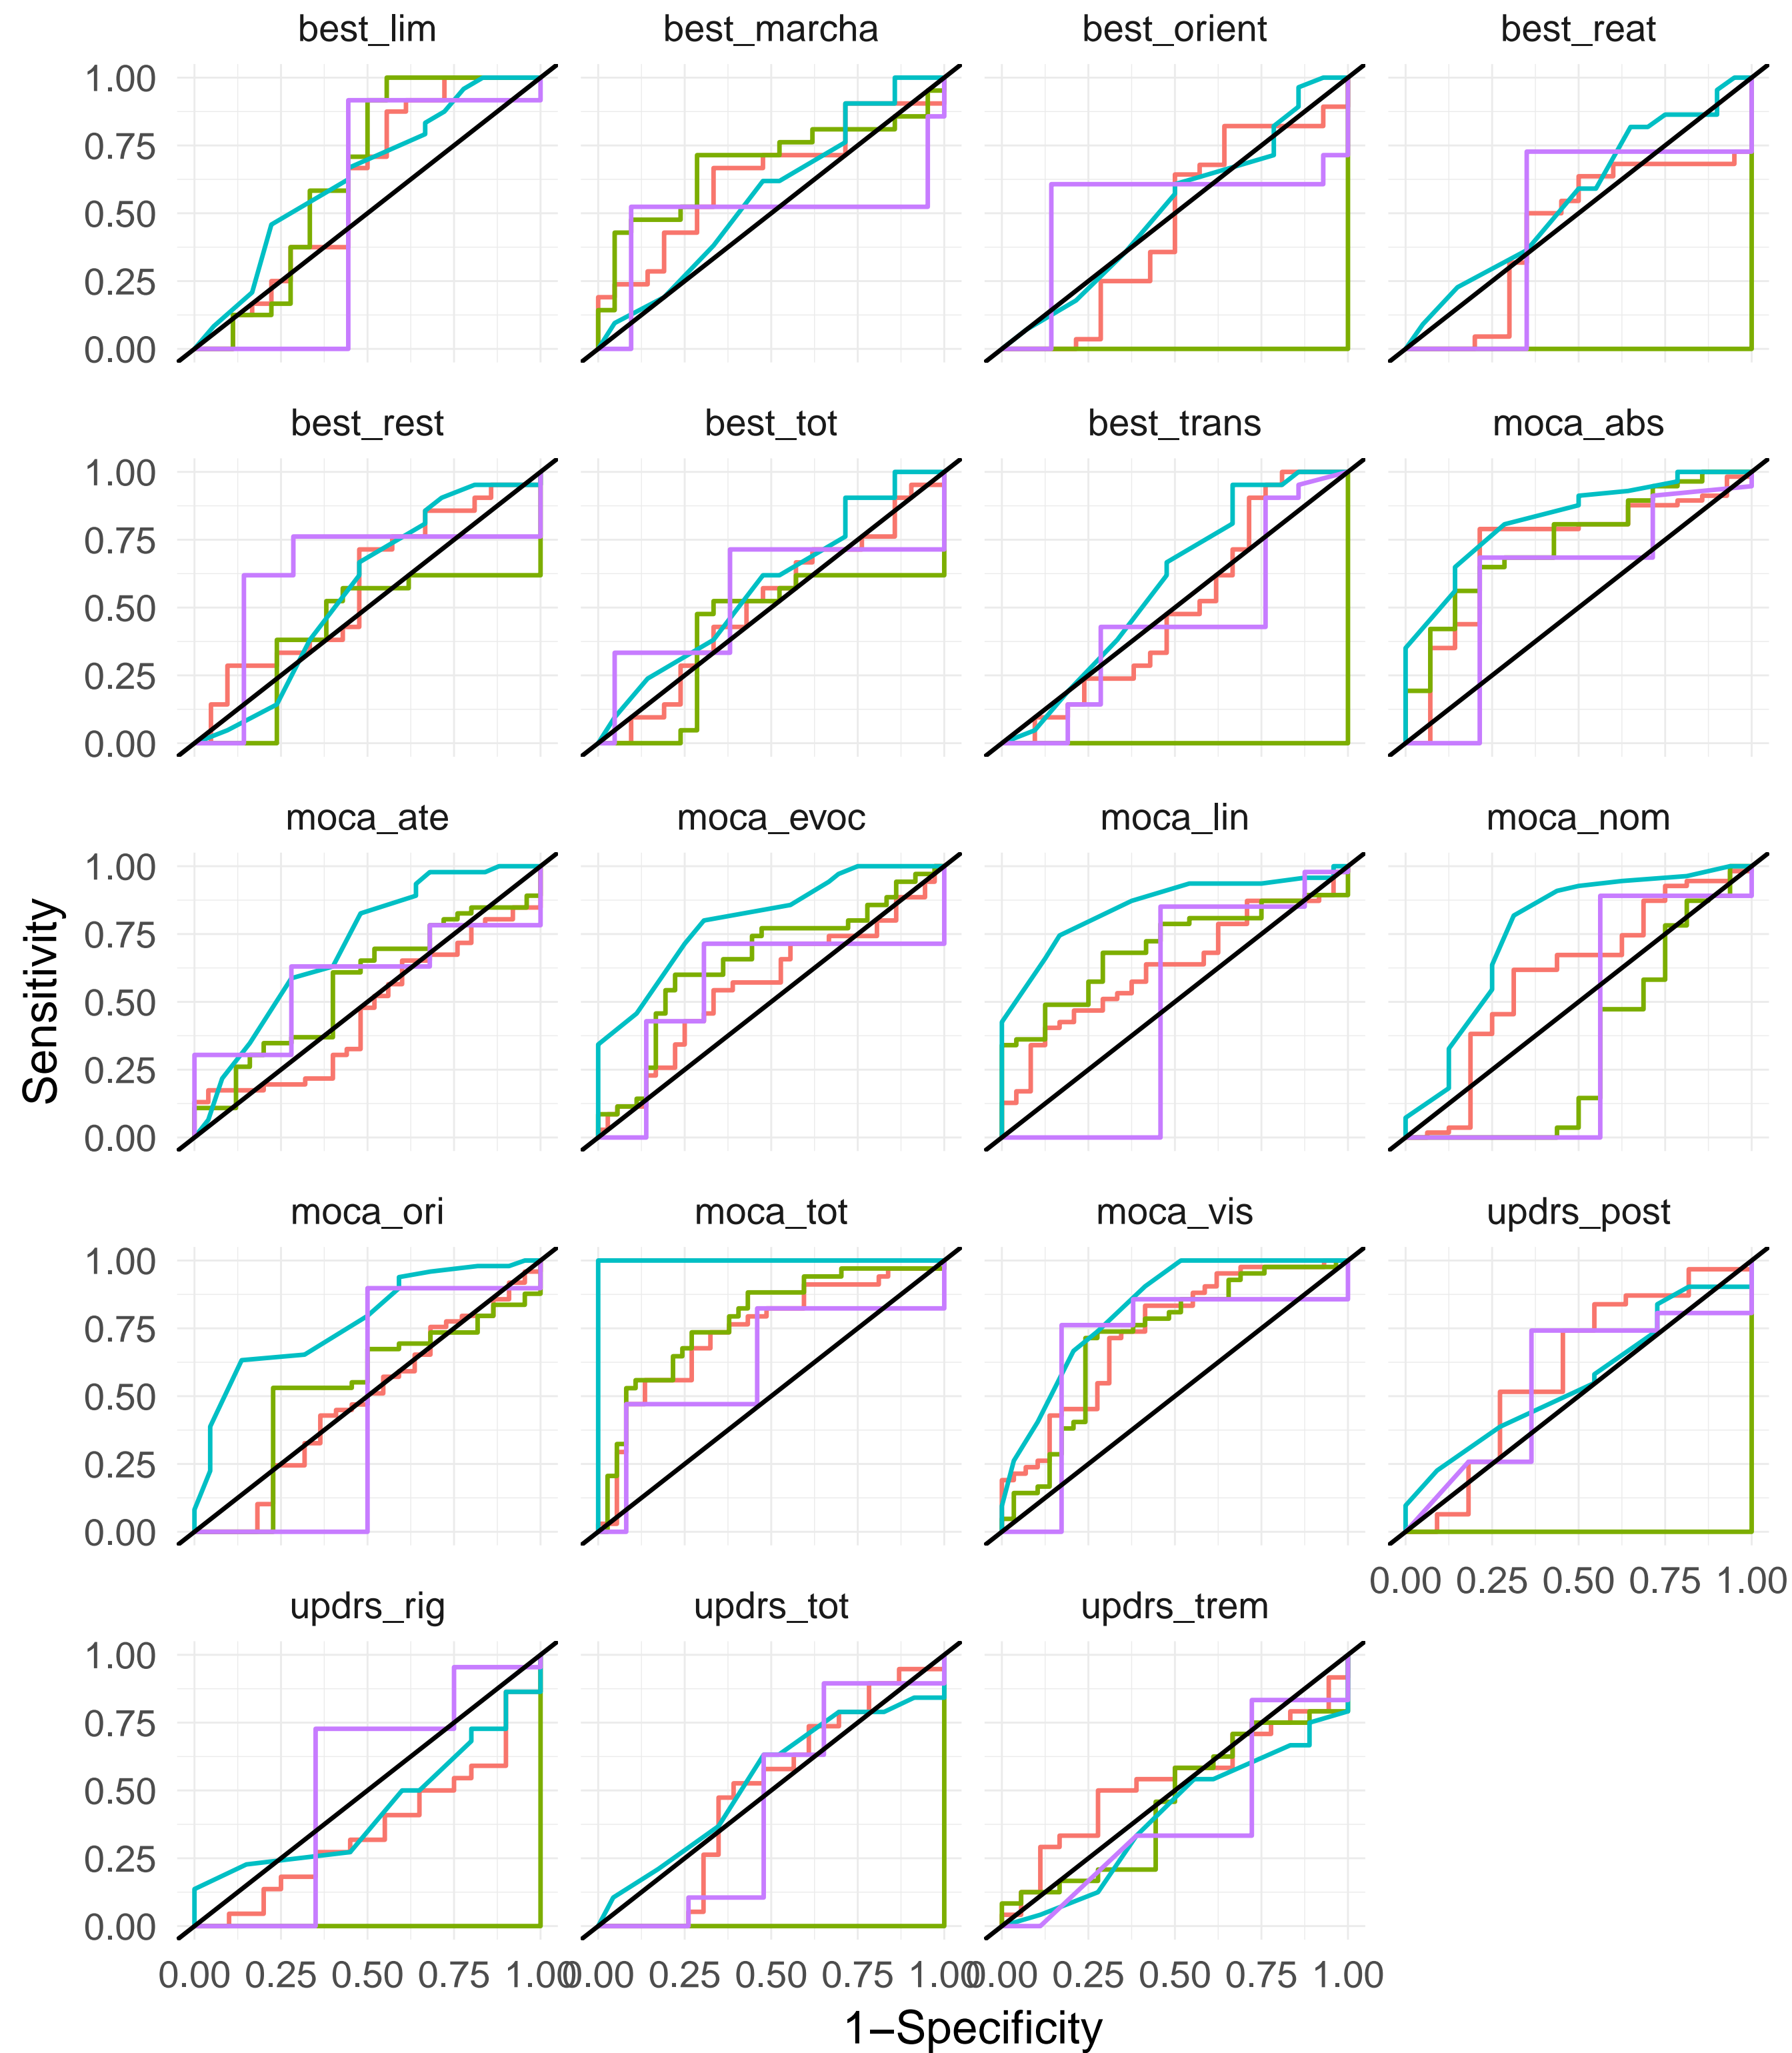 best_lim best_marcha best_orient best_reat
1.00
0.75
0.50
0.25
0.00
best_rest best_tot best_trans moca_abs
1.00
0.75
0.50
0.25
0.00
moca_ate moca_evoc moca_lin moca_nom
1.00
0.75
0.50
0.25
0.00
Sensitivity
moca_ori moca_tot moca_vis updrs_post
1.00
0.75
0.50
0.25
0.00
0.00 0.25 0.50 0.75 1.00
updrs_rig updrs_tot updrs_trem
1.00
0.75
0.50
0.25
0.00
0.00 0.25 0.50 0.75 1.00 0.00 0.25 0.50 0.75 1.00 0.00 0.25 0.50 0.75 1.00
1−Specificity